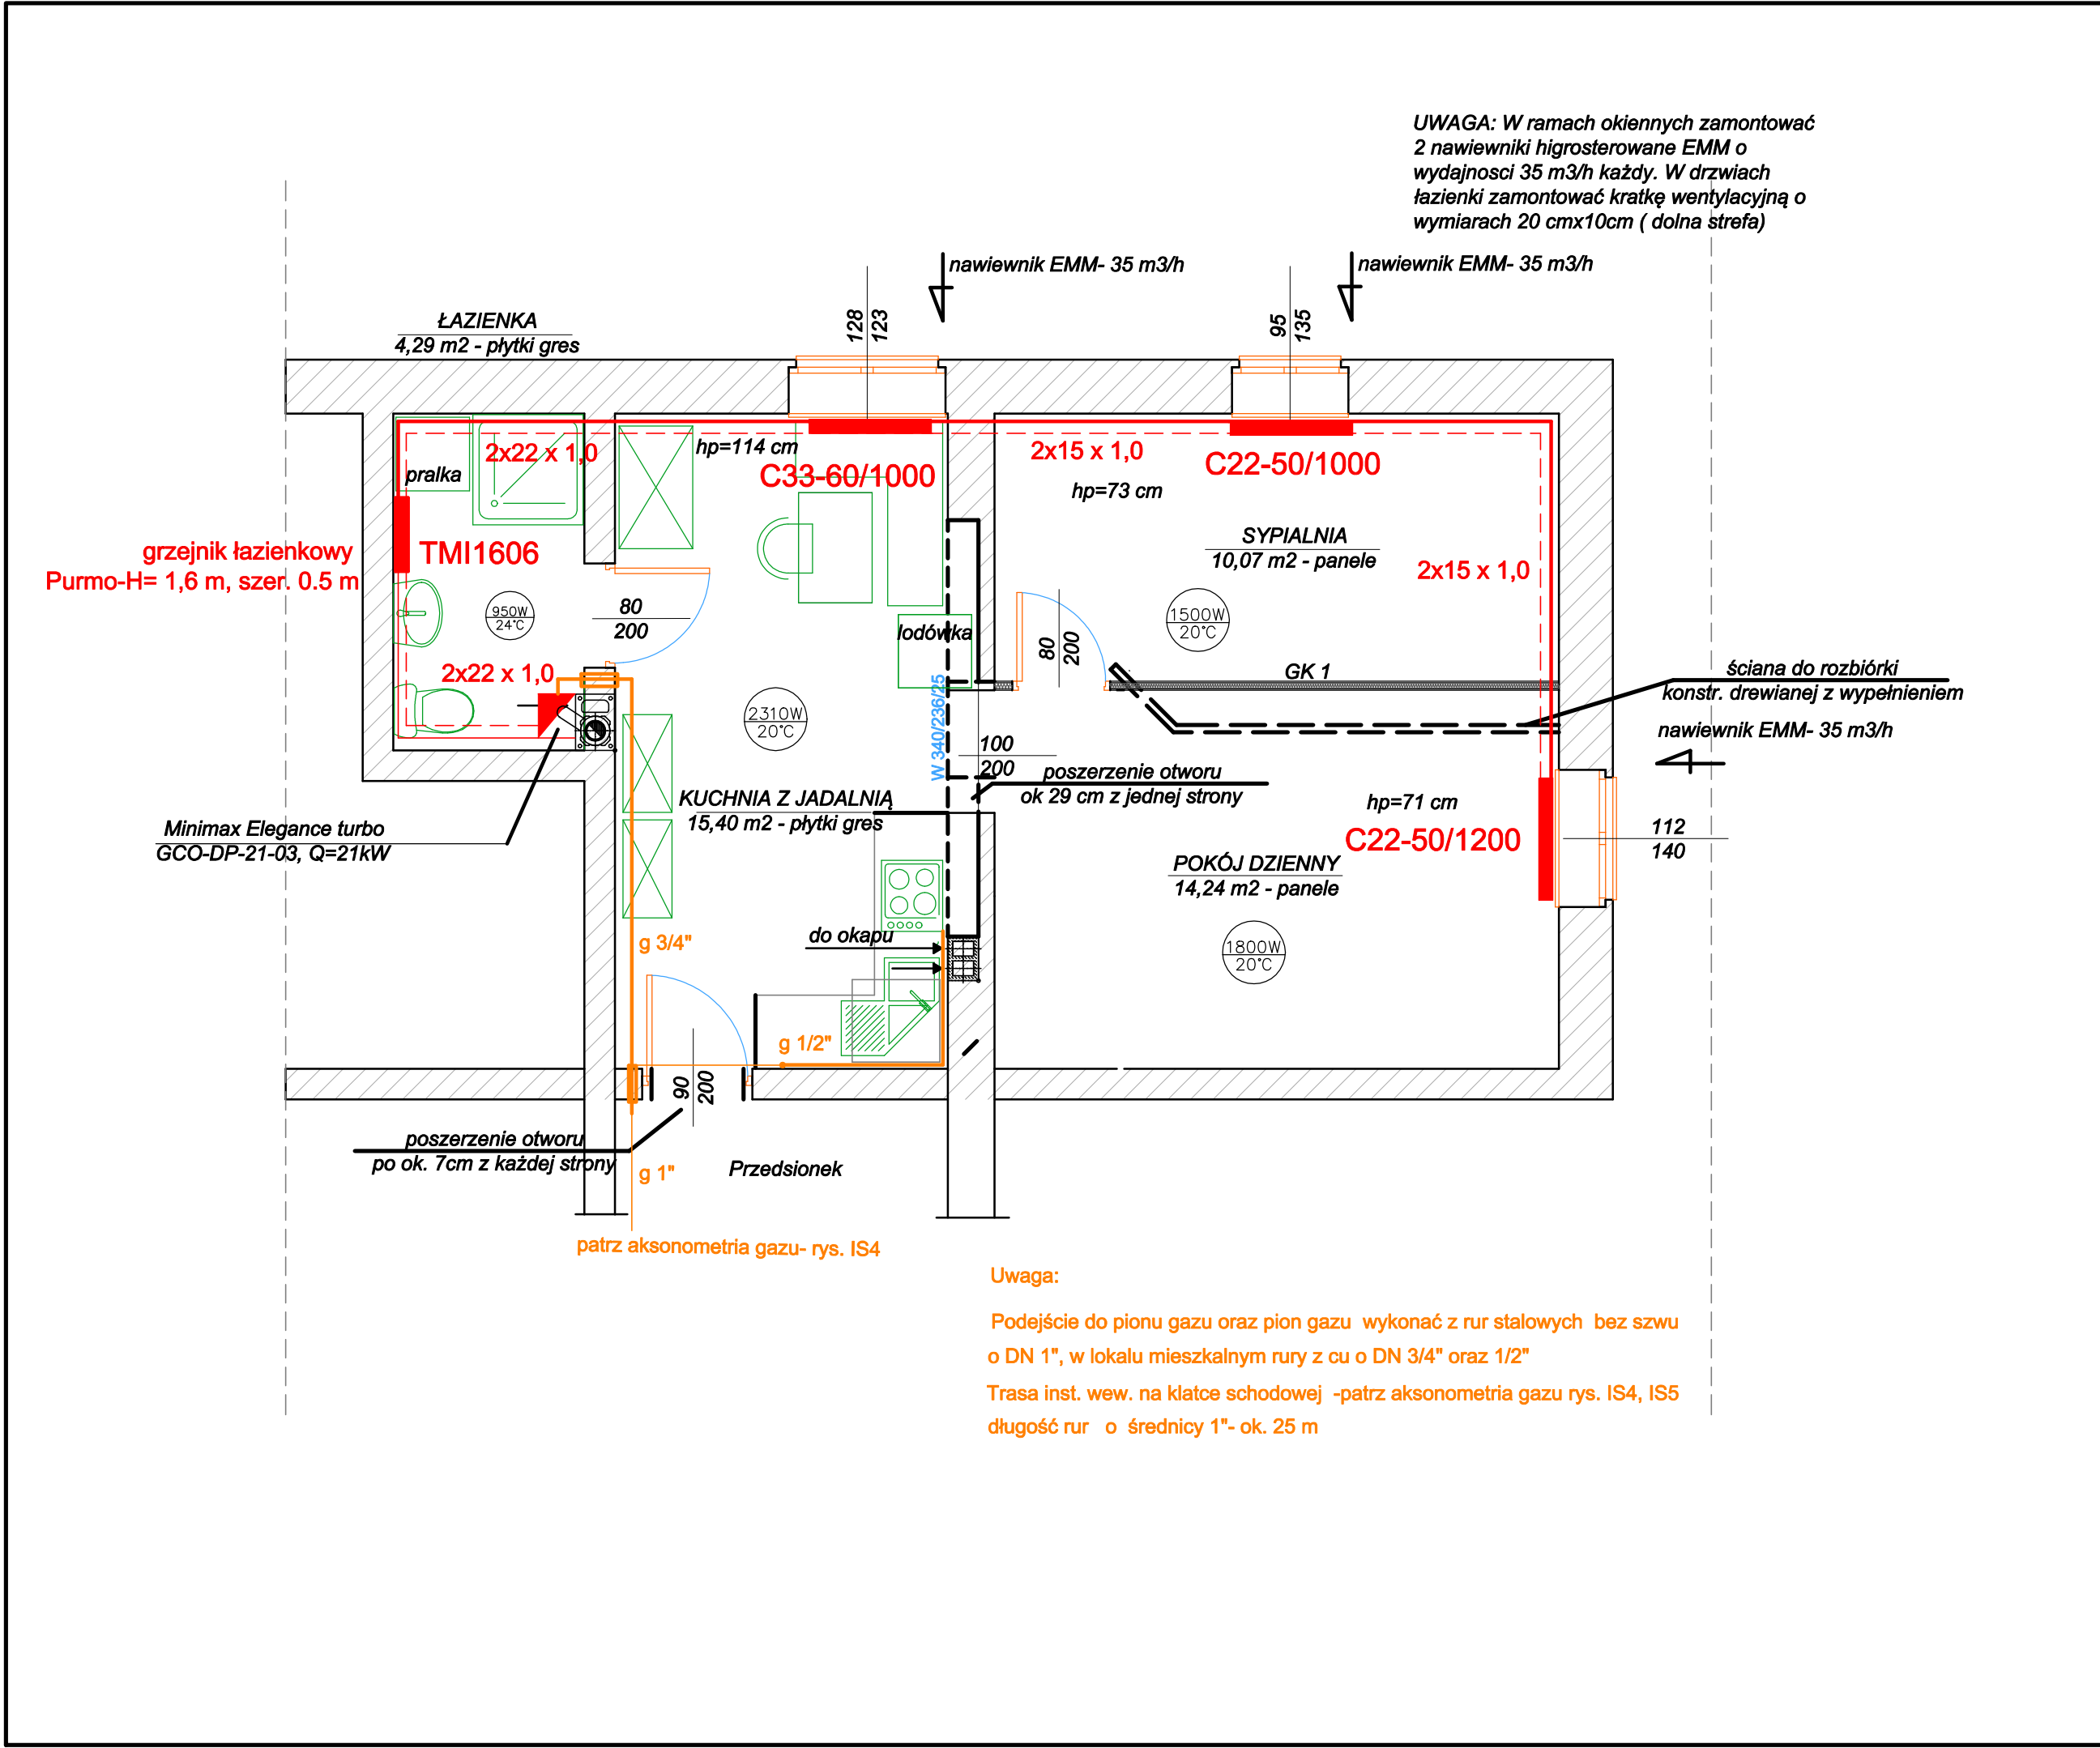 UWAGA: W ramach okiennych zamontować
2 nawiewniki higrosterowane EMM o
wydajnosci 35 m3/h każdy. W drzwiach
łazienki zamontować kratkę wentylacyjną o
wymiarach 20 cmx10cm ( dolna strefa)
nawiewnik EMM- 35 m3/h
nawiewnik EMM- 35 m3/h
128
123
95
135
ŁAZIENKA
4,29 m2 - płytki gres
pralka
2x22 x 1,0
hp=114 cm
C33-60/1000
2x15 x 1,0
hp=73 cm
C22-50/1000
SYPIALNIA
10,07 m2 - panele
2x15 x 1,0
grzejnik łazienkowy
Purmo-H= 1,6 m, szer. 0.5 m
TMI1606
950W
24°C
80
200
lodówka
80
200
1500W
20°C
GK 1
2x22 x 1,0
ściana do rozbiórki
konstr. drewianej z wypełnieniem
nawiewnik EMM- 35 m3/h
2310W
20°C
W 340/236/25
100
200
poszerzenie otworu
ok 29 cm z jednej strony
KUCHNIA Z JADALNIĄ
15,40 m2 - płytki gres
hp=71 cm
C22-50/1200
112
140
Minimax Elegance turbo
GCO-DP-21-03, Q=21kW
POKÓJ DZIENNY
14,24 m2 - panele
1800W
20°C
g 3/4"
do okapu
g 1/2"
90
200
poszerzenie otworu
po ok. 7cm z każdej strony
g 1"
Przedsionek
patrz aksonometria gazu- rys. IS4
Uwaga:
Podejście do pionu gazu oraz pion gazu wykonać z rur stalowych bez szwu
o DN 1", w lokalu mieszkalnym rury z cu o DN 3/4" oraz 1/2"
Trasa inst. wew. na klatce schodowej -patrz aksonometria gazu rys. IS4, IS5
długość rur o średnicy 1"- ok. 25 m